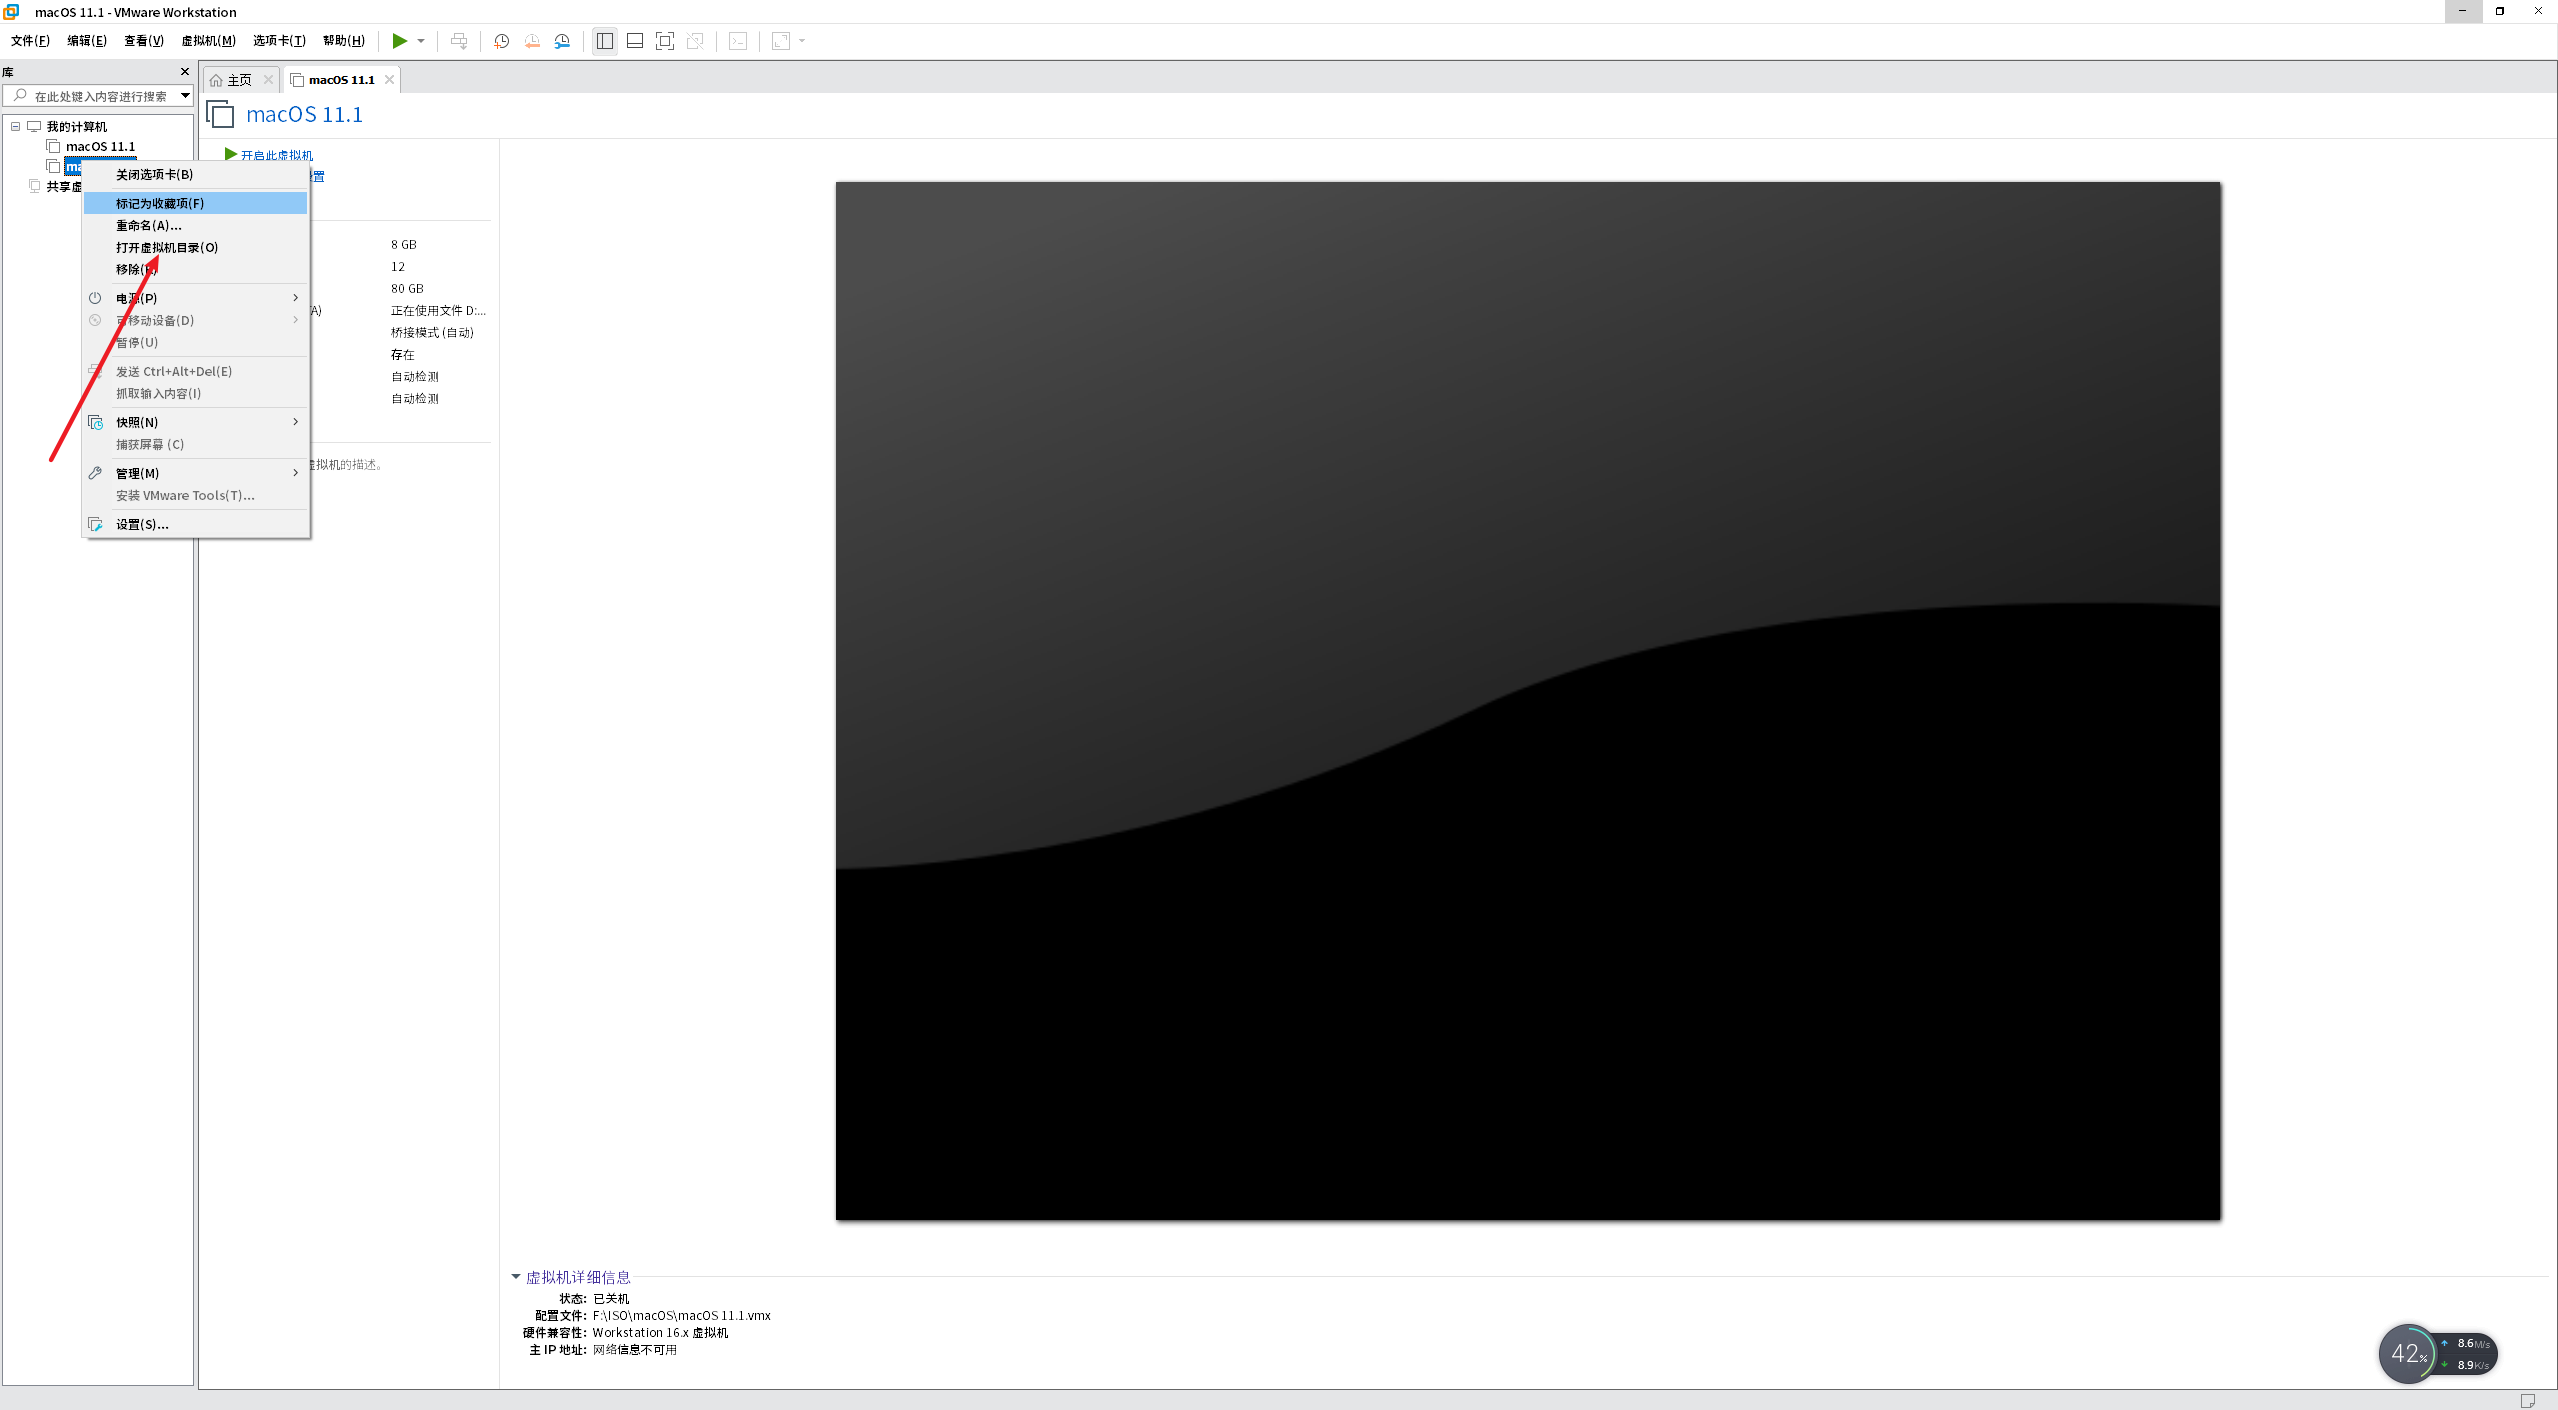 macOS 11.1 - VMware Workstation
文件(F) 编辑(E) 查看(V) 虚拟机(M) 选项卡(T) 帮助(H)
库
在此处键入内容进行搜索
我的计算机
macOS 11.1
共享虚
主页
macOS 11.1
macOS 11.1
开启此虚拟机
置
关闭选项卡(B)
标记为收藏项(F)
重命名(A)...
打开虚拟机目录(O)
移除(R)
电源(P)
可移动设备(D)
暂停(U)
发送 Ctrl+Alt+Del(E)
抓取输入内容(I)
快照(N)
捕获屏幕 (C)
管理(M)
安装 VMware Tools(T)...
设置(S)...
8 GB
12
80 GB
正在使用文件 D:...
桥接模式 (自动)
存在
自动检测
自动检测
虚拟机的描述。
虚拟机详细信息
状态: 已关机
配置文件: F:\ISO\macOS\macOS 11.1.vmx
硬件兼容性: Workstation 16.x 虚拟机
主 IP 地址: 网络信息不可用
42%
8.6M/s
8.9K/s